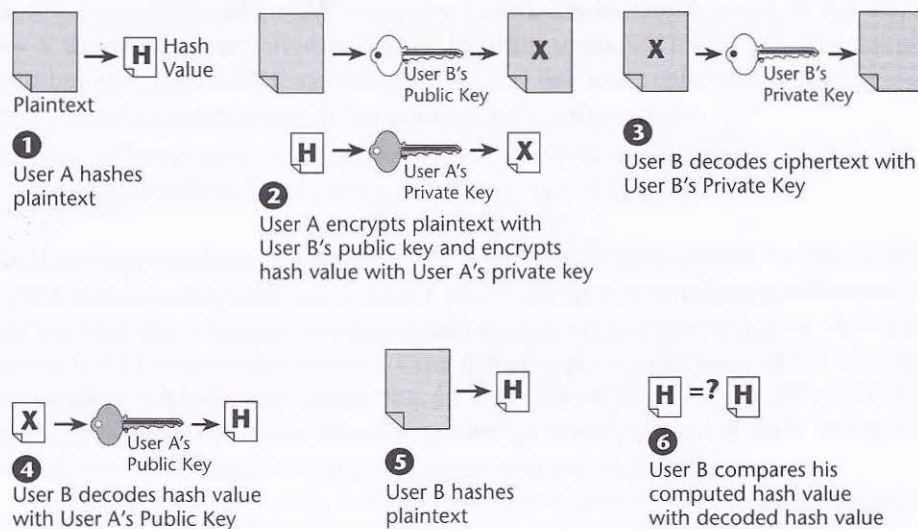 H Hash
Value
Plaintext
1
User A hashes
plaintext
User B's
Public Key
X
H
User A's
Private Key
X
2
User A encrypts plaintext with
User B's public key and encrypts
hash value with User A's private key
X
User B's
Private Key
3
User B decodes ciphertext with
User B's Private Key
X
User A's
Public Key
H
4
User B decodes hash value
with User A's Public Key
H
5
User B hashes
plaintext
H =? H
6
User B compares his
computed hash value
with decoded hash value